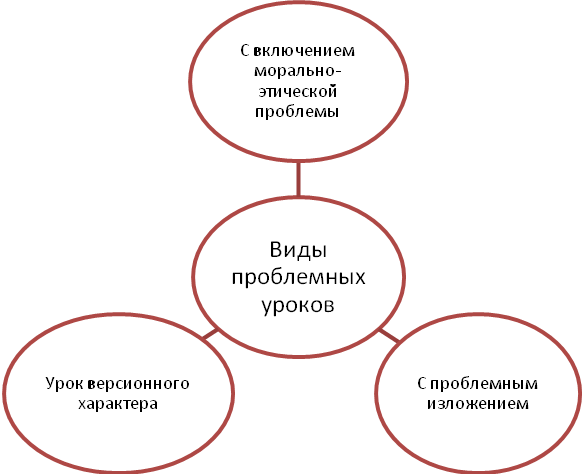 С включением
морально-
этической
проблемы
Виды
проблемных
уроков
Урок версионного
характера
С проблемным
изложением